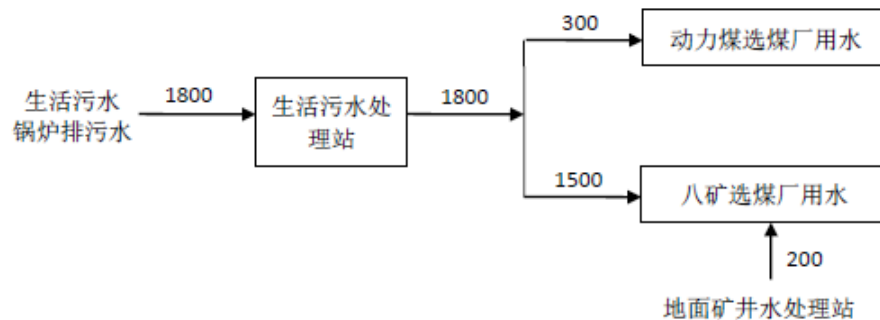 300
动力煤选煤厂用水
生活污水
锅炉排污水
1800
生活污水处
理站
1800
1500
八矿选煤厂用水
200
地面矿井水处理站